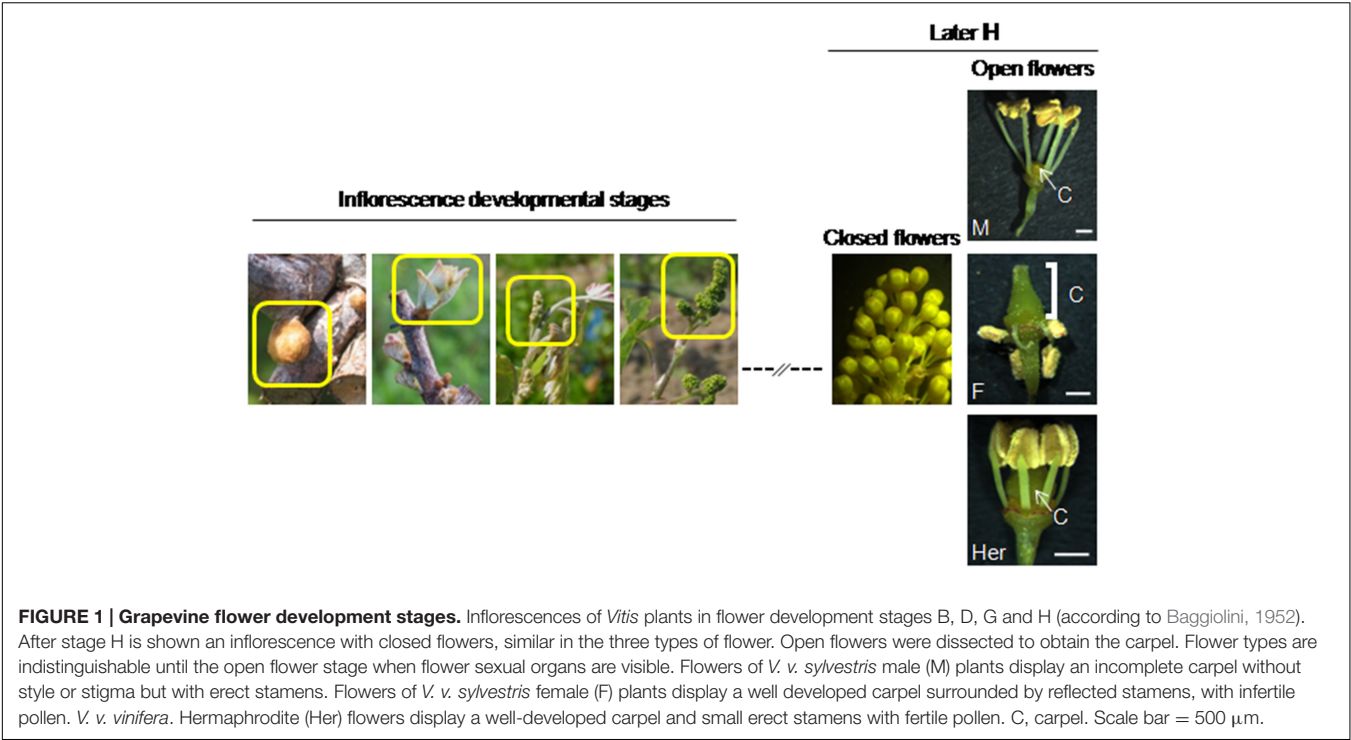 Later H
Open flowers
C
M
Inflorescence developmental stages
Closed flowers
C
F
C
Her
FIGURE 1 | Grapevine flower development stages. Inflorescences of Vitis plants in flower development stages B, D, G and H (according to Baggiolini, 1952).
After stage H is shown an inflorescence with closed flowers, similar in the three types of flower. Open flowers were dissected to obtain the carpel. Flower types are
indistinguishable until the open flower stage when flower sexual organs are visible. Flowers of V. v. sylvestris male (M) plants display an incomplete carpel without
style or stigma but with erect stamens. Flowers of V. v. sylvestris female (F) plants display a well developed carpel surrounded by reflected stamens, with infertile
pollen. V. v. vinifera. Hermaphrodite (Her) flowers display a well-developed carpel and small erect stamens with fertile pollen. C, carpel. Scale bar = 500 μm.